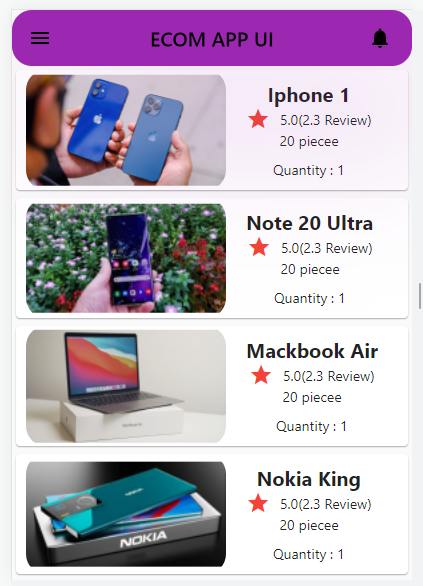 ECOM APP UI
Iphone 1
5.0(2.3 Review)
20 piecee
Quantity : 1
Note 20 Ultra
5.0(2.3 Review)
20 piecee
Quantity : 1
Mackbook Air
5.0(2.3 Review)
20 piecee
Quantity : 1
NOKIA
Nokia King
5.0(2.3 Review)
20 piecee
Quantity : 1